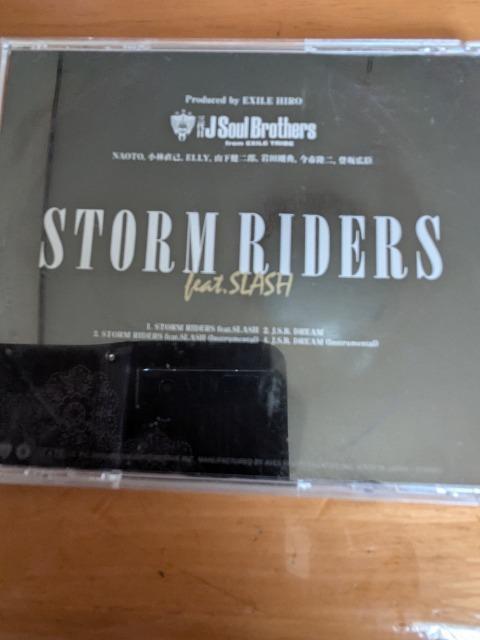 Produced by EXILE HIRO
三代目 J Soul Brothers
from EXILE TRIBE
NAOTO, 小林直己, ELLY, 山下健二郎, 岩田剛典, 今市隆二, 登坂広臣
STORM RIDERS
feat.SLASH
1. STORM RIDERS feat.SLASH 2. J.S.B. DREAM
3. STORM RIDERS feat.SLASH (Instrumental) 4. J.S.B. DREAM (Instrumental)